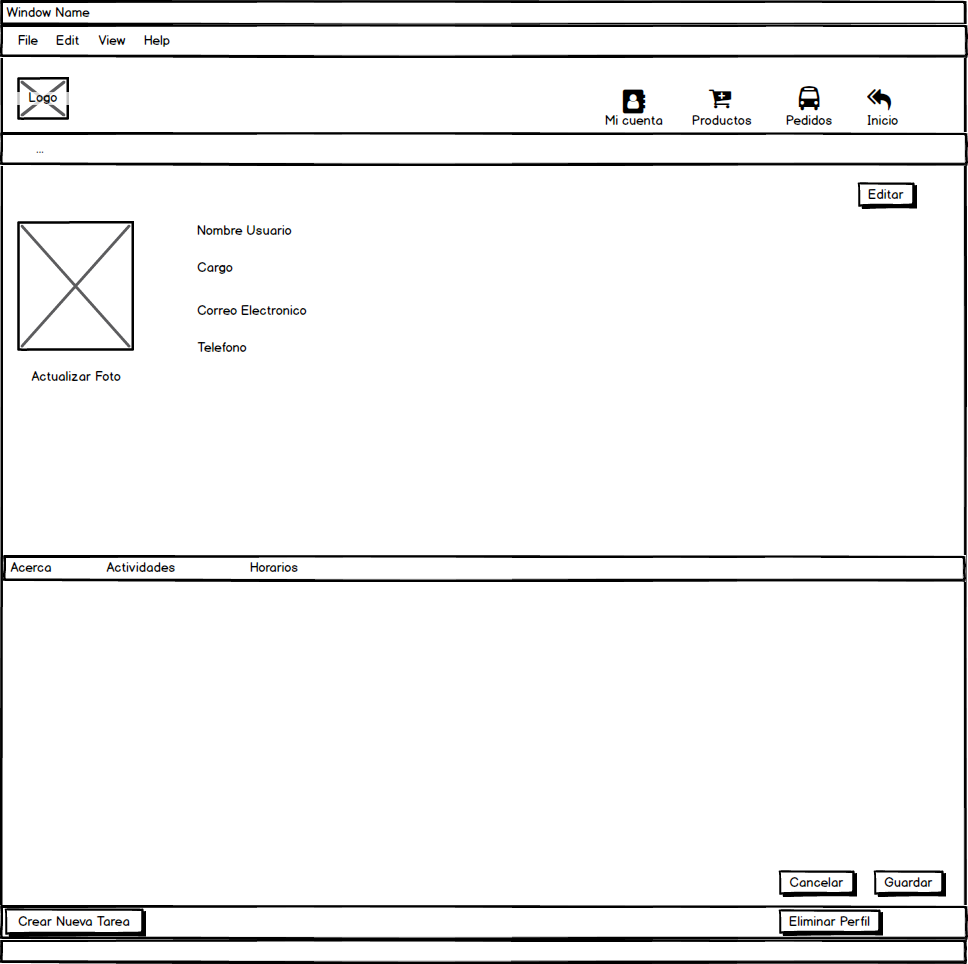 Window Name
File Edit View Help
Logo
Mi cuenta Productos Pedidos Inicio
...
Editar
Nombre Usuario
Cargo
Correo Electronico
Telefono
Actualizar Foto
Acerca Actividades Horarios
Cancelar Guardar
Crear Nueva Tarea Eliminar Perfil